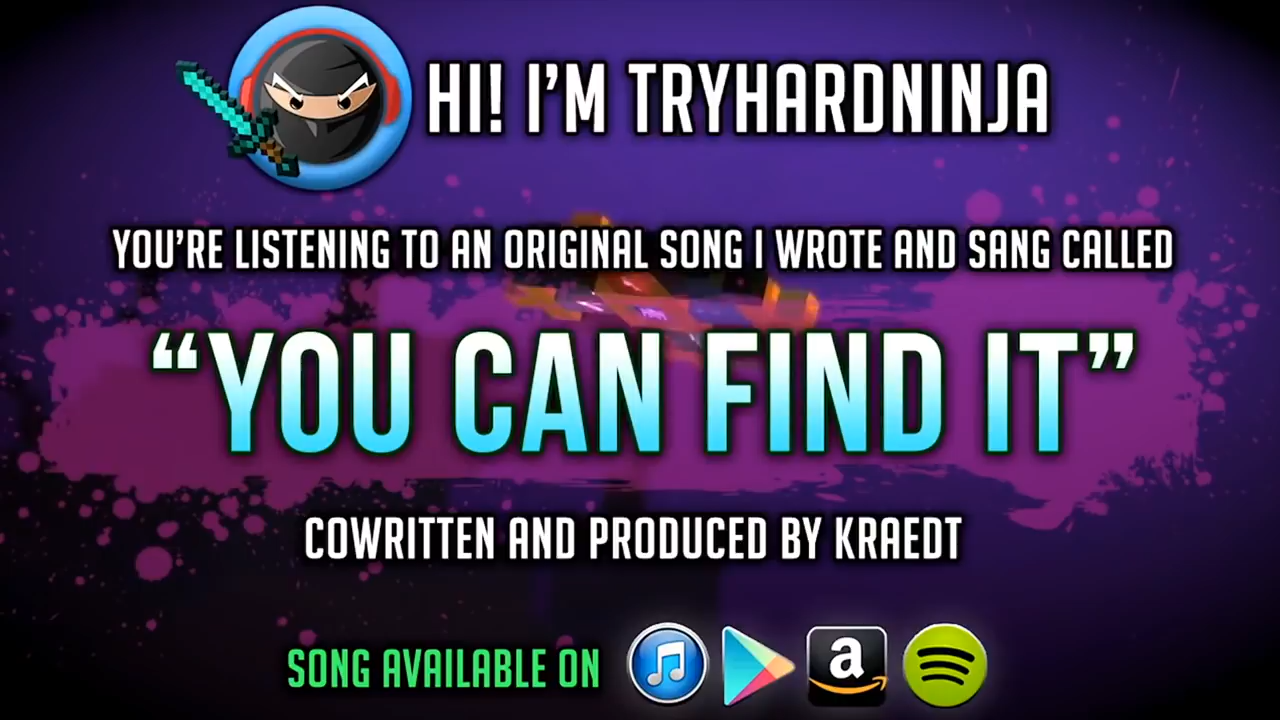 HI! I'M TRYHARDNINJA
YOU'RE LISTENING TO AN ORIGINAL SONG I WROTE AND SANG CALLED
“YOU CAN FIND IT”
COWRITTEN AND PRODUCED BY KRAEDT
SONG AVAILABLE ON
a